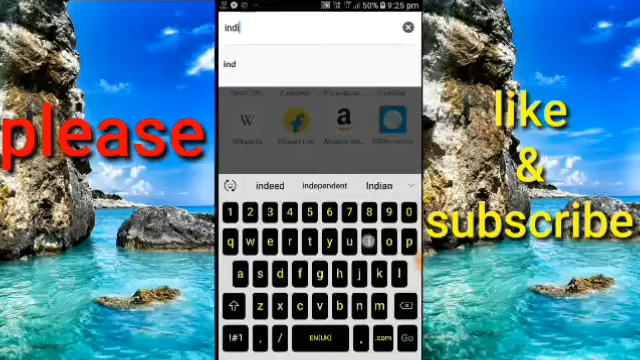 50% 9:25 pm
indi
ind
Wikipedia
indeed Independent Indian
1 2 3 4 5 6 7 8 9 0
q w e r t y u i o p
a s d f g h j k l
z x c v b n m
!#1 , / EN(UK) . .com Go
please
like
&
subscribe